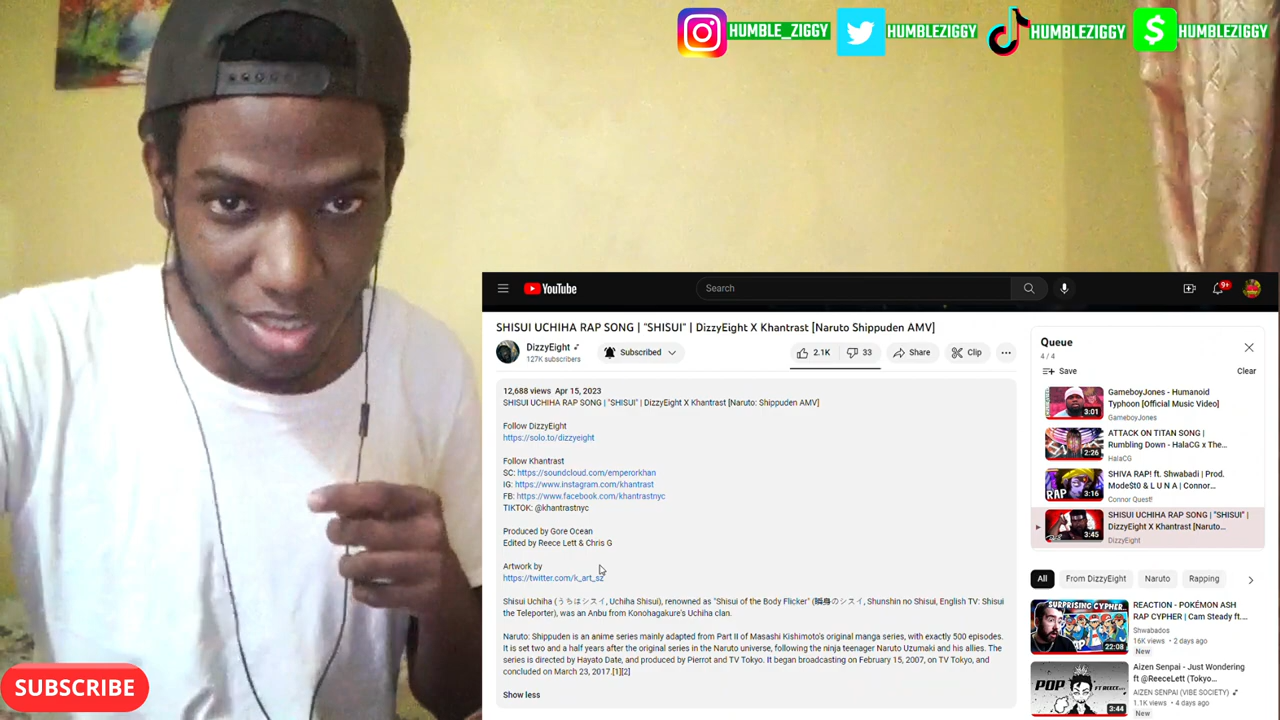 HUMBLE_ZIGGY
HUMBLEZIGGY
HUMBLEZIGGY
HUMBLEZIGGY
YouTube
Search
9+
SHISUI UCHIHA RAP SONG | "SHISUI" | DizzyEight X Khantrast [Naruto Shippuden AMV]
DizzyEight
127K subscribers
Subscribed
2.1K
33
Share
Clip
12,688 views Apr 15, 2023
SHISUI UCHIHA RAP SONG | "SHISUI" | DizzyEight X Khantrast [Naruto: Shippuden AMV]
Follow DizzyEight
https://solo.to/dizzyeight
Follow Khantrast
SC: https://soundcloud.com/emperorkhan
IG: https://www.instagram.com/khantrast
FB: https://www.facebook.com/khantrastnyc
TIKTOK: @khantrastnyc
Produced by Gore Ocean
Edited by Reece Lett & Chris G
Artwork by
https://twitter.com/k_art_sz
Shisui Uchiha (うちはシスイ, Uchiha Shisui), renowned as "Shisui of the Body Flicker" (瞬身のシスイ, Shunshin no Shisui, English TV: Shisui
the Teleporter), was an Anbu from Konohagakure's Uchiha clan.
Naruto: Shippuden is an anime series mainly adapted from Part II of Masashi Kishimoto's original manga series, with exactly 500 episodes.
It is set two and a half years after the original series in the Naruto universe, following the ninja teenager Naruto Uzumaki and his allies. The
series is directed by Hayato Date, and produced by Pierrot and TV Tokyo. It began broadcasting on February 15, 2007, on TV Tokyo, and
concluded on March 23, 2017.[1][2]
Show less
Queue
4 / 4
Save
Clear
GameboyJones - Humanoid
Typhoon [Official Music Video]
GameboyJones
3:01
ATTACK ON TITAN SONG |
Rumbling Down - HalaCG x The...
HalaCG
2:26
SHIVA RAP! ft. Shwabadi | Prod.
Mode$t0 & L U N A | Connor...
Connor Quest!
RAP
3:16
SHISUI UCHIHA RAP SONG | "SHISUI" |
DizzyEight X Khantrast [Naruto...
DizzyEight
3:45
All
From DizzyEight
Naruto
Rapping
REACTION - POKÉMON ASH
RAP CYPHER | Cam Steady ft....
Shwabados
16K views • 2 days ago
New
SURPRISING CYPHER...
22:08
Aizen Senpai - Just Wondering
ft @ReeceLett (Tokyo...
AIZEN SENPAI (VIBE SOCIETY)
1.1K views • 4 days ago
New
POP
3:44
SUBSCRIBE